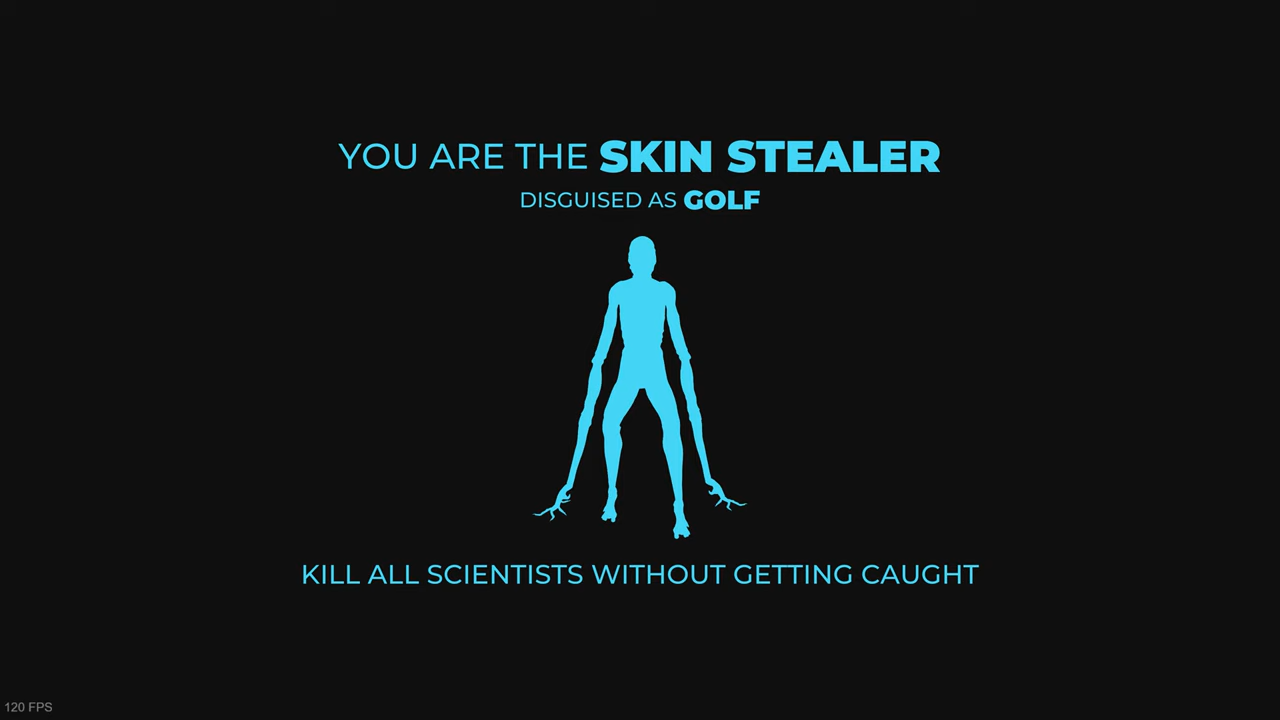 YOU ARE THE SKIN STEALER
DISGUISED AS GOLF
KILL ALL SCIENTISTS WITHOUT GETTING CAUGHT
120 FPS